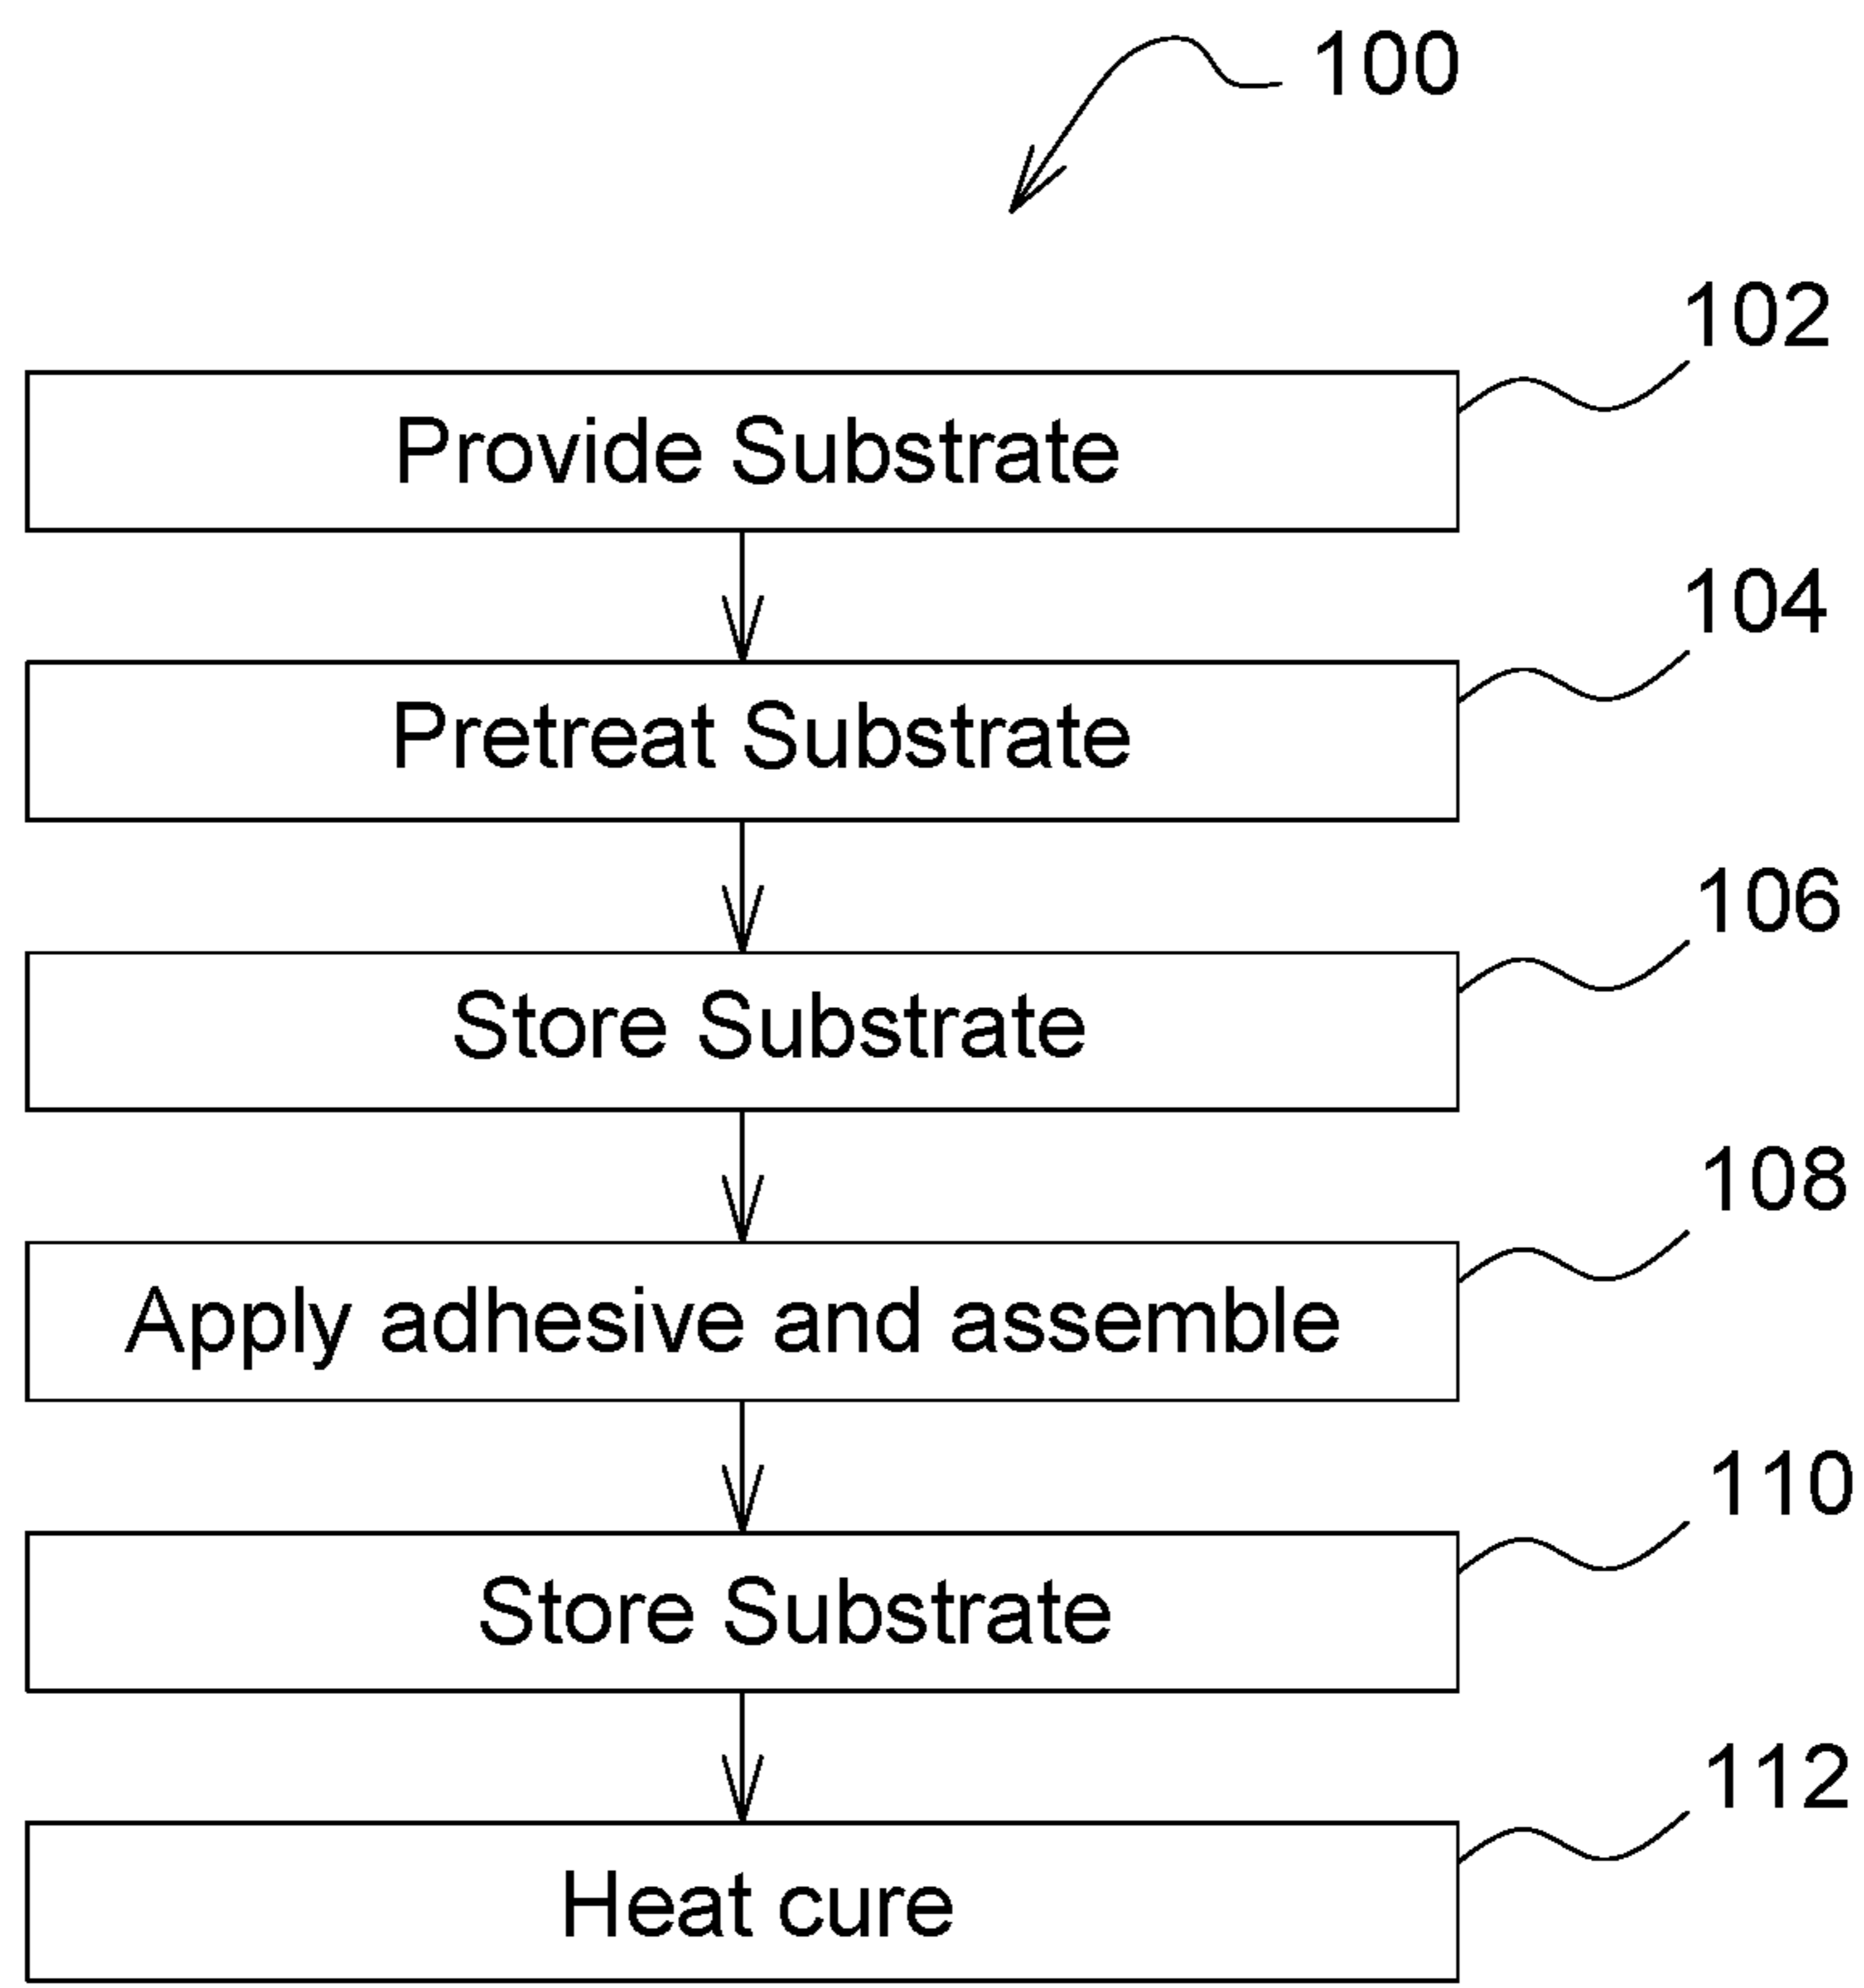 100
102
Provide Substrate
104
Pretreat Substrate
106
Store Substrate
108
Apply adhesive and assemble
110
Store Substrate
112
Heat cure